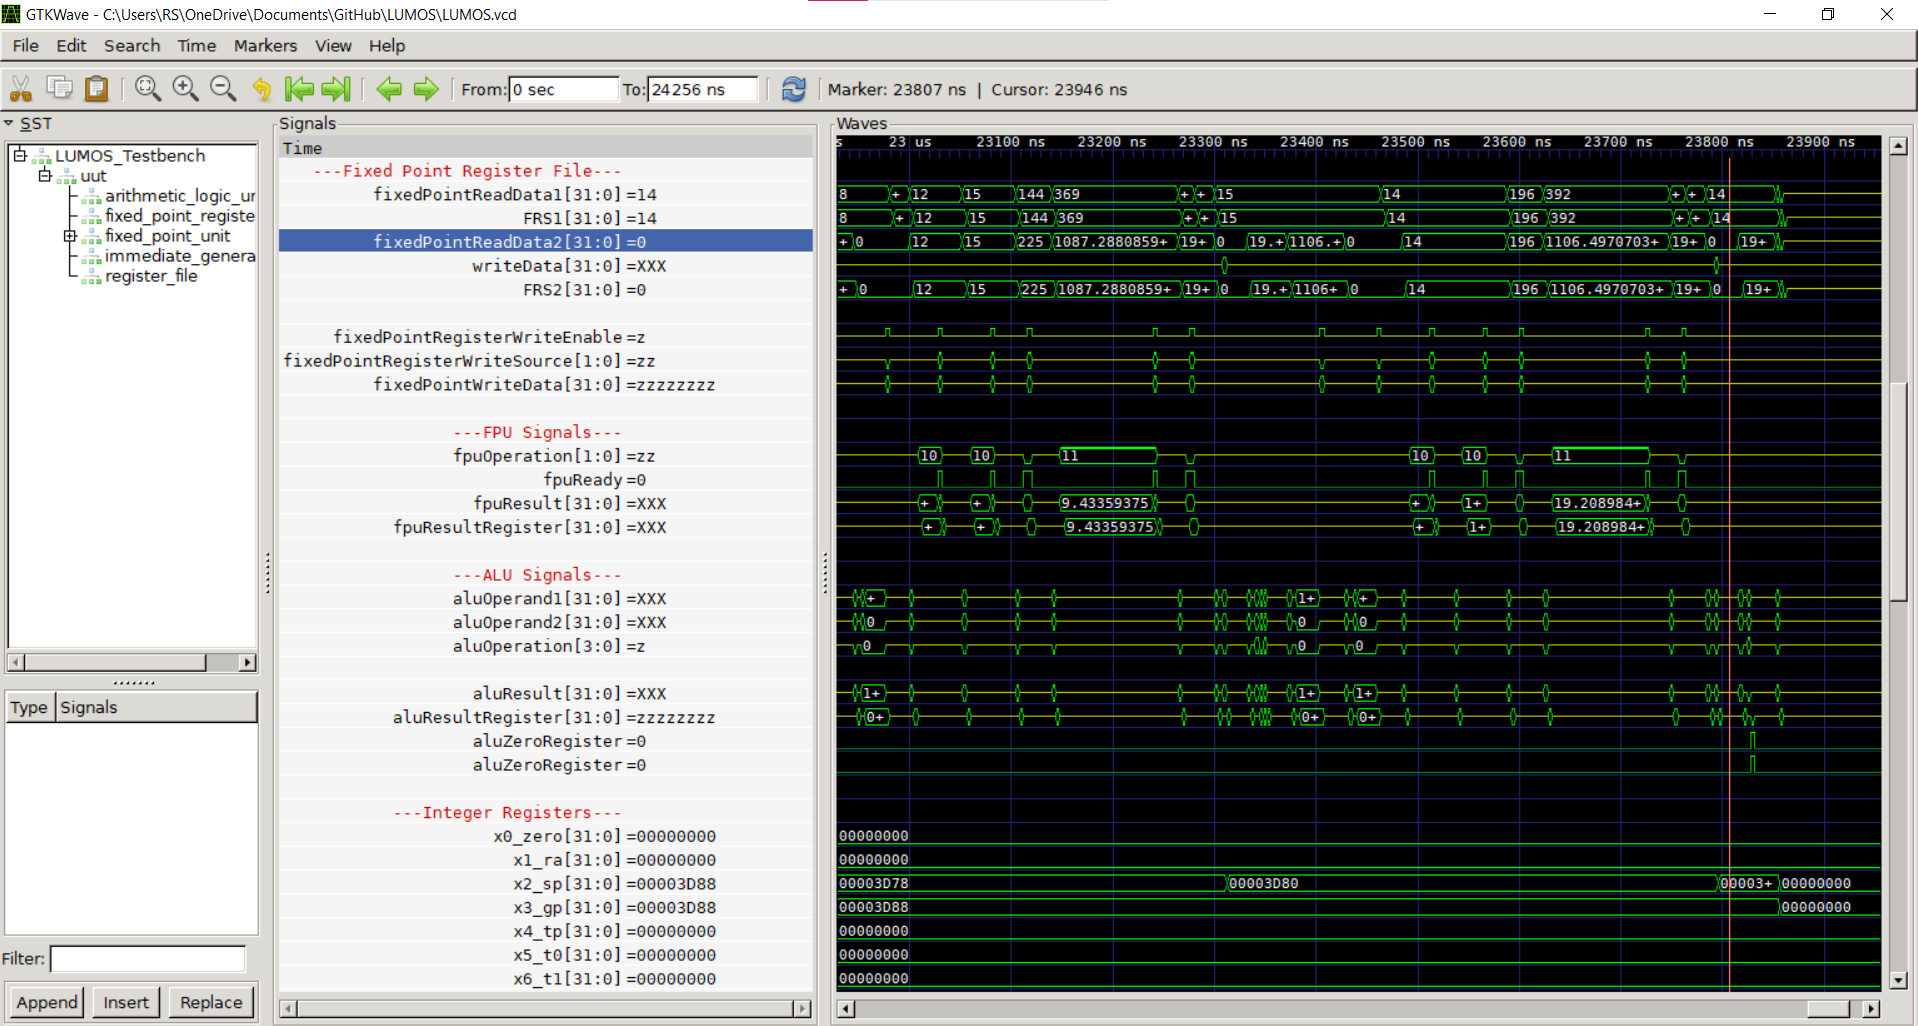 GTKWave - C:\Users\RS\OneDrive\Documents\GitHub\LUMOS\LUMOS.vcd
File Edit Search Time Markers View Help
From: 0 sec To: 24256 ns Marker: 23807 ns | Cursor: 23946 ns
SST
LUMOS_Testbench
uut
arithmetic_logic_ur
fixed_point_registe
fixed_point_unit
immediate_genera
register_file
Type Signals
Filter:
Append Insert Replace
Signals
Time
---Fixed Point Register File---
fixedPointReadData1[31:0] =14
FRS1[31:0] =14
fixedPointReadData2[31:0] =0
writeData[31:0] =XXX
FRS2[31:0] =0
fixedPointRegisterWriteEnable =z
fixedPointRegisterWriteSource[1:0] =zz
fixedPointWriteData[31:0] =zzzzzzzz
---FPU Signals---
fpuOperation[1:0] =zz
fpuReady =0
fpuResult[31:0] =XXX
fpuResultRegister[31:0] =XXX
---ALU Signals---
aluOperand1[31:0] =XXX
aluOperand2[31:0] =XXX
aluOperation[3:0] =z
aluResult[31:0] =XXX
aluResultRegister[31:0] =zzzzzzzz
aluZeroRegister =0
aluZeroRegister =0
---Integer Registers---
x0_zero[31:0] =00000000
x1_ra[31:0] =00000000
x2_sp[31:0] =00003D88
x3_gp[31:0] =00003D88
x4_tp[31:0] =00000000
x5_t0[31:0] =00000000
x6_t1[31:0] =00000000
Waves
s 23 us 23100 ns 23200 ns 23300 ns 23400 ns 23500 ns 23600 ns 23700 ns 23800 ns 23900 ns
8 + 12 15 144 369 + + 15 14 196 392 + + 14
8 + 12 15 144 369 + + 15 14 196 392 + + 14
+ 0 12 15 225 1087.2880859+ 19+ 0 19.+ 1106.+ 0 14 196 1106.4970703+ 19+ 0 19+
+ 0 12 15 225 1087.2880859+ 19+ 0 19.+ 1106+ 0 14 196 1106.4970703+ 19+ 0 19+
10 10 11 10 10 11
+ + 9.43359375 + 1+ 19.208984+
+ + 9.43359375 + 1+ 19.208984+
+ 1+ +
0 0 0
0 0 0
1+ 1+ 1+
0+ 0+ 0+
00000000
00000000
00003D78 00003D80 00003+ 00000000
00003D88 00000000
00000000
00000000
00000000